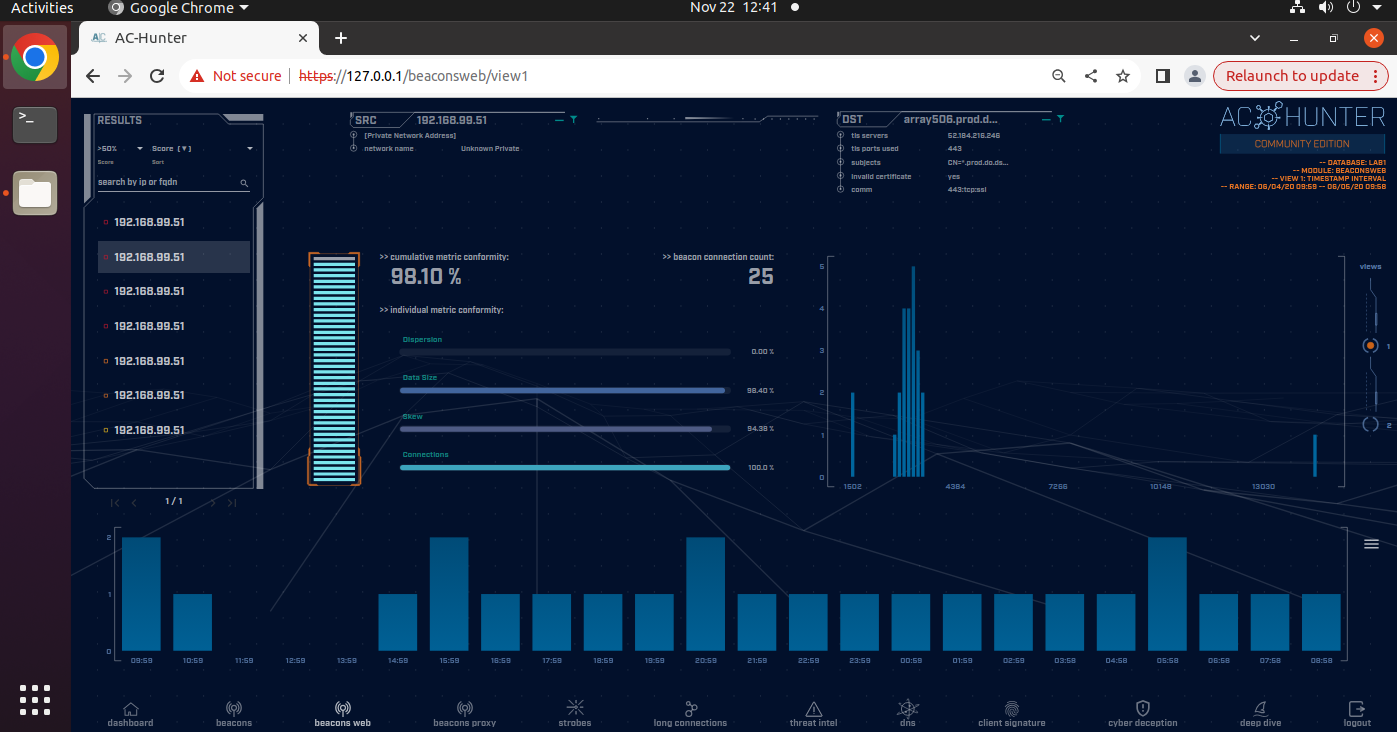 Activities Google Chrome Nov 22 12:41
AC-Hunter
Not secure https://127.0.0.1/beaconsweb/view1 Relaunch to update
RESULTS
>50% Score [▼]
Score Sort
search by ip or fqdn
192.168.99.51
192.168.99.51
192.168.99.51
192.168.99.51
192.168.99.51
192.168.99.51
192.168.99.51
1 / 1
SRC 192.168.99.51
[Private Network Address]
network name Unknown Private
DST array506.prod.d...
tls servers 52.184.216.246
tls ports used 443
subjects CN=*.prod.do.ds...
invalid certificate yes
comm 443:tcp:ssl
AC HUNTER
COMMUNITY EDITION
-- DATABASE: LAB1
-- MODULE: BEACONSWEB
-- VIEW 1: TIMESTAMP INTERVAL
-- RANGE: 06/04/20 09:59 -- 06/05/20 09:58
>> cumulative metric conformity:
98.10 %
>> beacon connection count:
25
>> individual metric conformity:
Dispersion
0.00 %
Data Size
98.40 %
Skew
94.38 %
Connections
100.0 %
5
4
3
2
1
0
1502 4384 7266 10148 13030
views
1
2
2
1
0
09:59 10:59 11:59 12:59 13:59 14:59 15:59 16:59 17:59 18:59 19:59 20:59 21:59 22:59 23:59 00:59 01:59 02:59 03:58 04:58 05:58 06:58 07:58 08:58
dashboard beacons beacons web beacons proxy strobes long connections threat intel dns client signature cyber deception deep dive logout